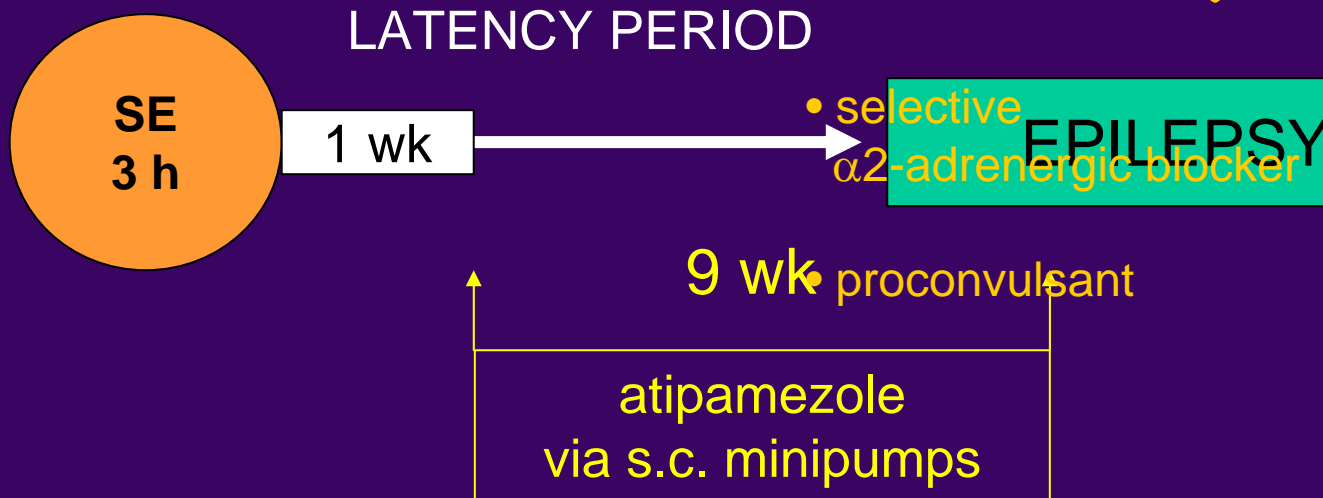 LATENCY PERIOD
SE
3 h
1 wk
• selective
α2-adrenergic blocker
EPILEPSY
9 wk
• proconvulsant
atipamezole
via s.c. minipumps